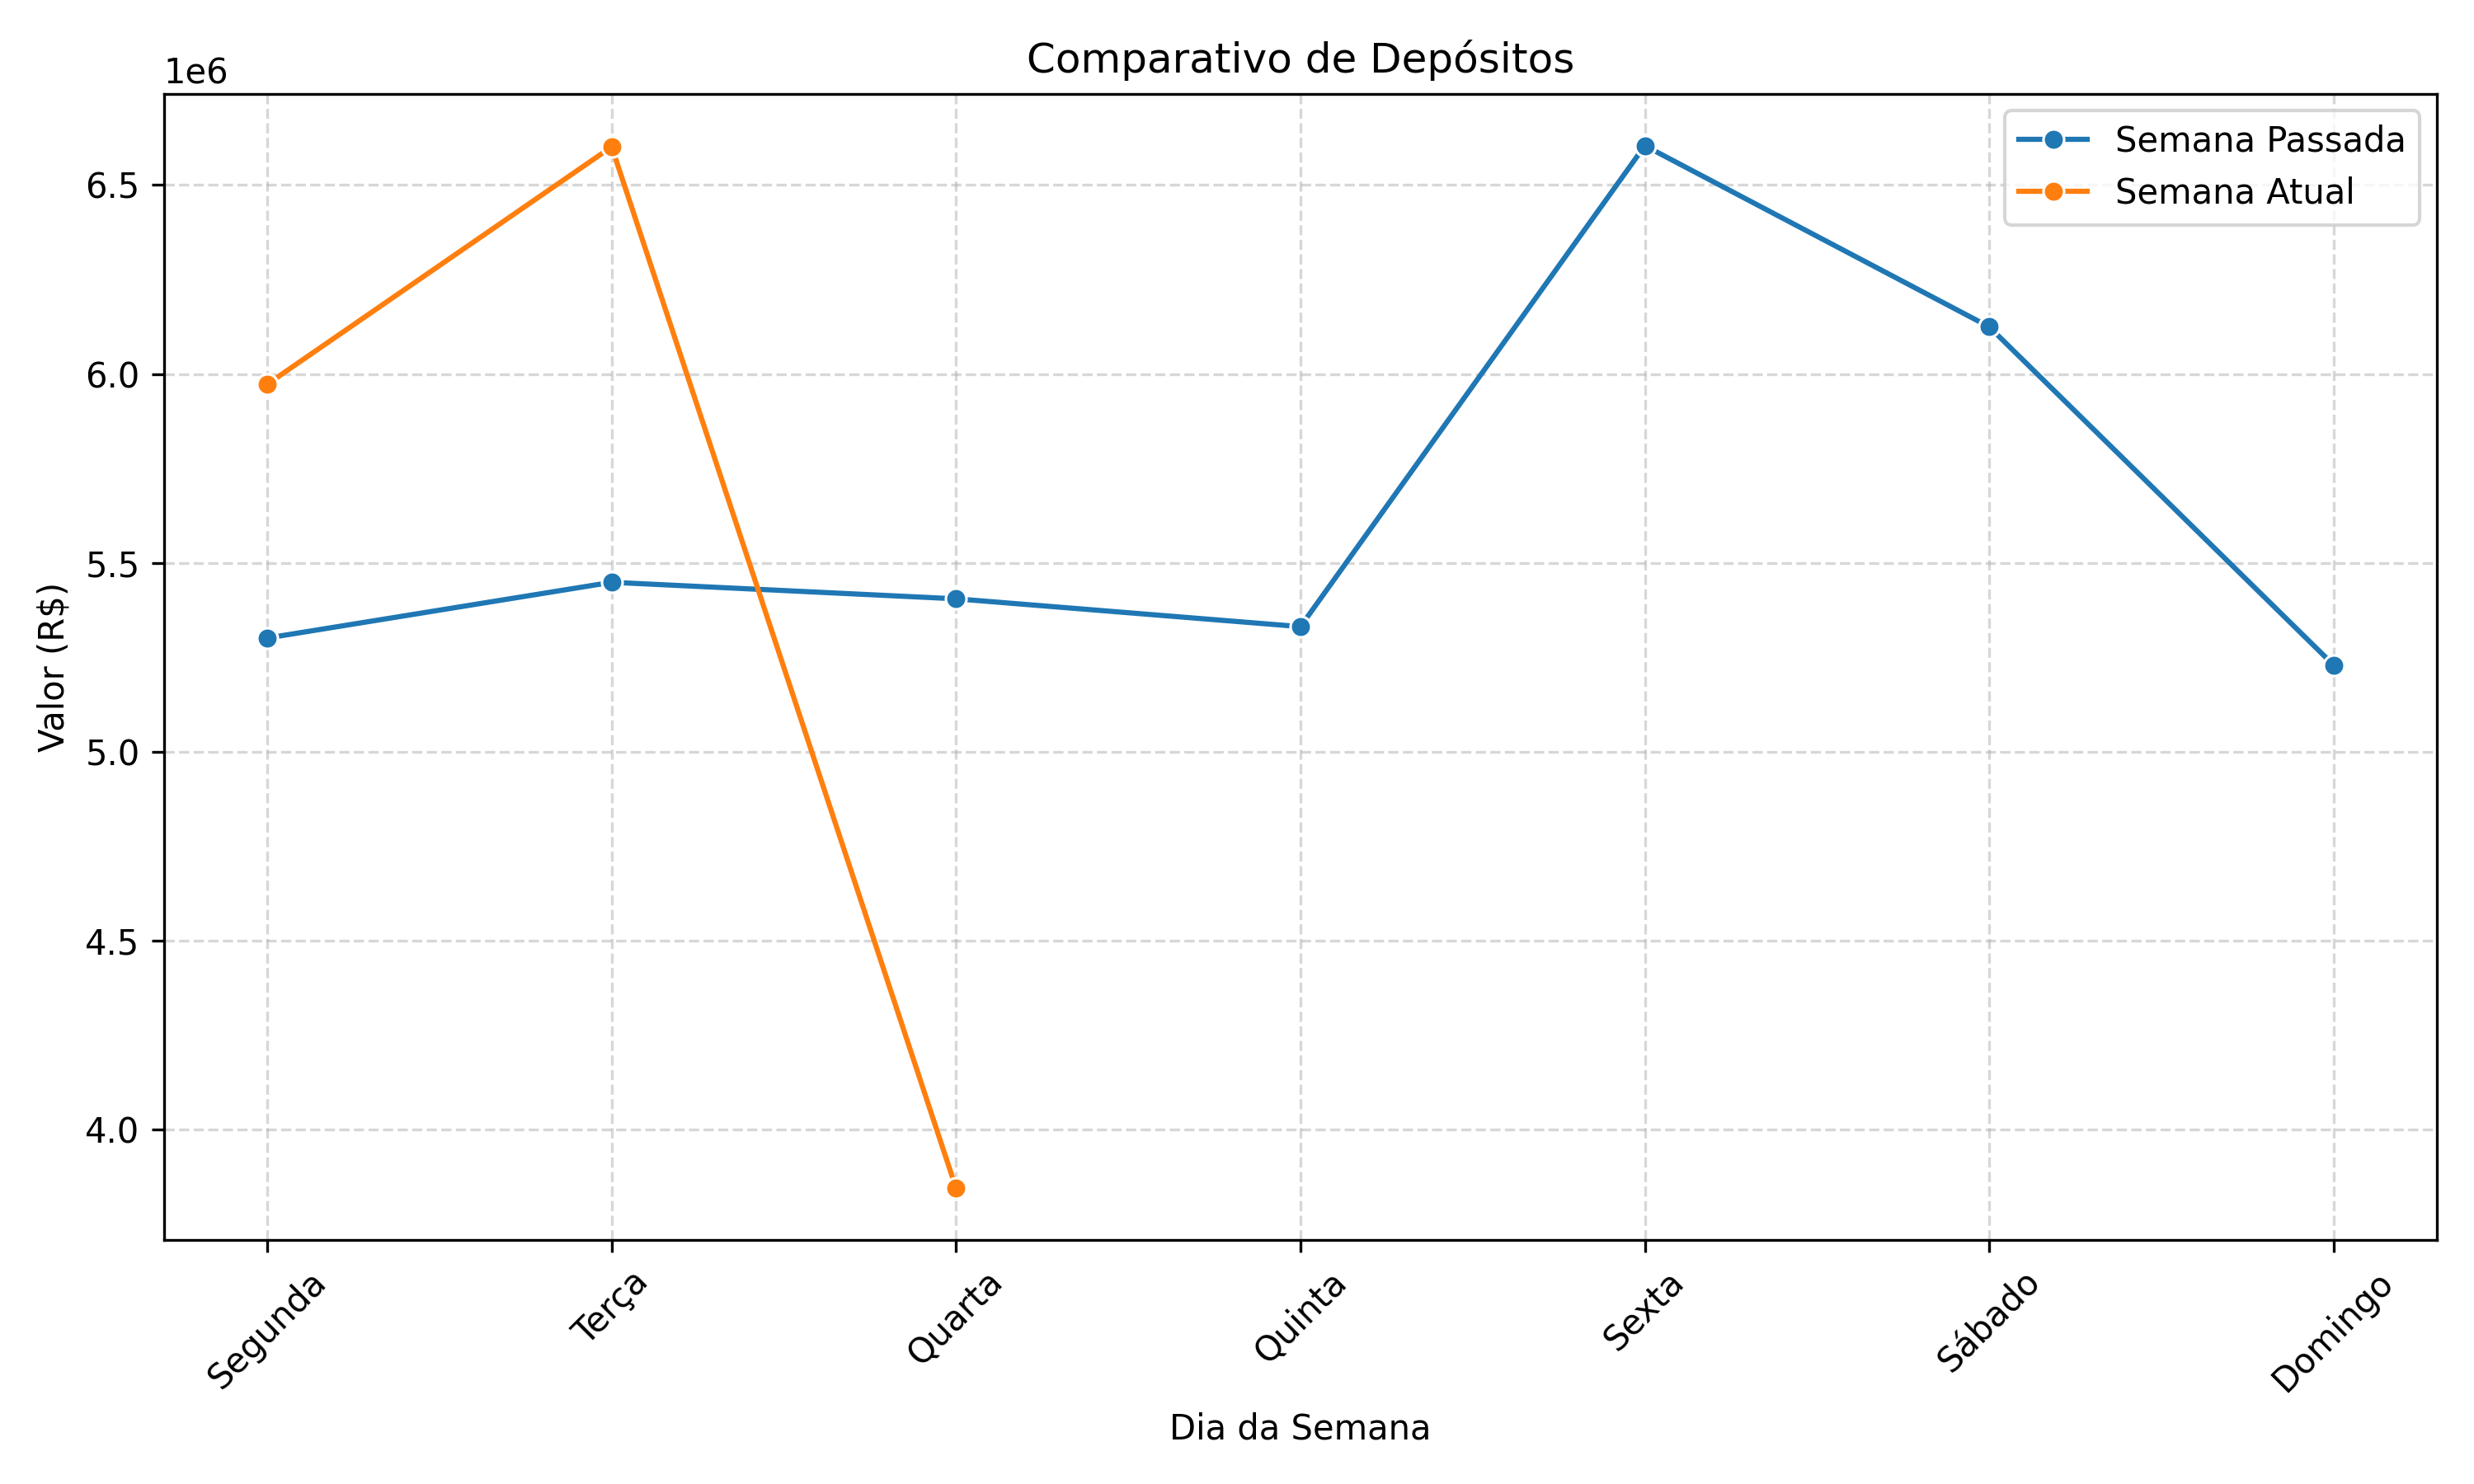 Comparativo de Depósitos
1e6
Semana Passada
Semana Atual
6.5
6.0
5.5
5.0
4.5
4.0
Valor (R$)
Segunda
Terça
Quarta
Quinta
Sexta
Sábado
Domingo
Dia da Semana